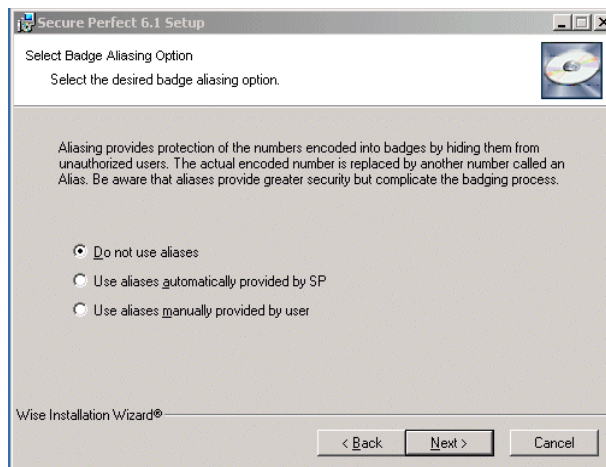 Secure Perfect 6.1 Setup
Select Badge Aliasing Option
Select the desired badge aliasing option.
Aliasing provides protection of the numbers encoded into badges by hiding them from
unauthorized users. The actual encoded number is replaced by another number called an
Alias. Be aware that aliases provide greater security but complicate the badging process.
Do not use aliases
Use aliases automatically provided by SP
Use aliases manually provided by user
Wise Installation Wizard®
< Back Next > Cancel